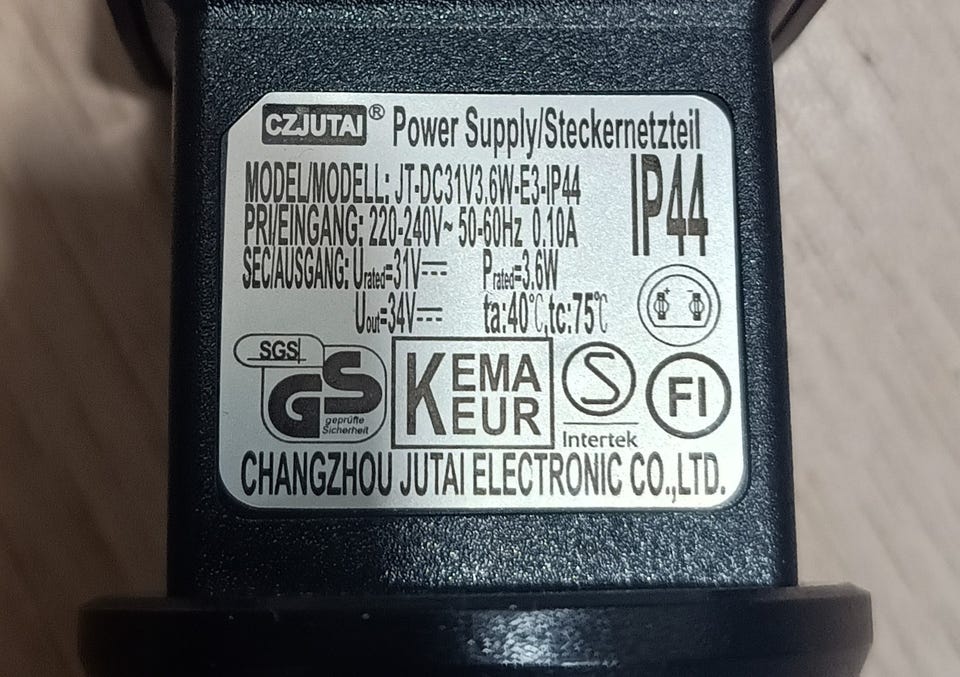 CZJUTAI® Power Supply/Steckernetzteil
MODEL/MODELL: JT-DC31V3.6W-E3-IP44
IP44
PRI/EINGANG: 220-240V~ 50-60Hz 0.10A
SEC/AUSGANG: Urated=31V⎓ Prated=3.6W
Uout=34V⎓ ta:40℃,tc:75℃
+ -
SGS
GS
geprüfte
Sicherheit
KEMA
KEUR
S
Intertek
FI
CHANGZHOU JUTAI ELECTRONIC CO.,LTD.